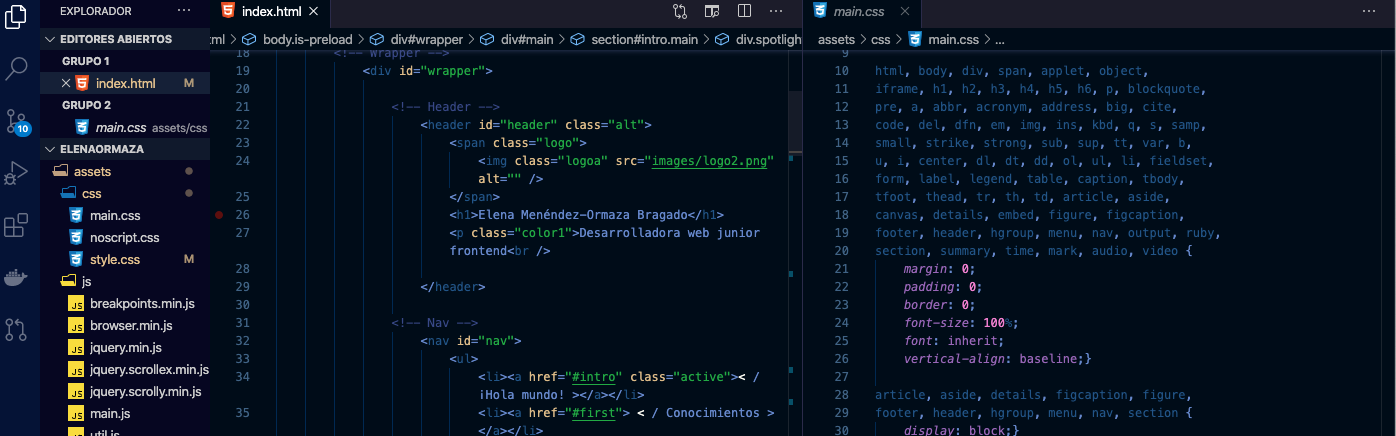 EXPLORADOR
EDITORES ABIERTOS
GRUPO 1
index.html M
GRUPO 2
main.css assets/css
ELENAORMAZA
assets
css
main.css
noscript.css
style.css M
js
breakpoints.min.js
browser.min.js
jquery.min.js
jquery.scrollex.min.js
jquery.scrolly.min.js
main.js
util.js
10
index.html
tml > body.is-preload > div#wrapper > div#main > section#intro.main > div.spotlight
18 <!-- Wrapper -->
19 <div id="wrapper">
20
21 <!-- Header -->
22 <header id="header" class="alt">
23 <span class="logo">
24 <img class="logoa" src="images/logo2.png"
alt="" />
25 </span>
26 <h1>Elena Menéndez-Ormaza Bragado</h1>
27 <p class="color1">Desarrolladora web junior
frontend<br />
28
29 </header>
30
31 <!-- Nav -->
32 <nav id="nav">
33 <ul>
34 <li><a href="#intro" class="active">< /
¡Hola mundo! ></a></li>
35 <li><a href="#first"> < / Conocimientos >
</a></li>
main.css
assets > css > main.css > ...
9
10 html, body, div, span, applet, object,
11 iframe, h1, h2, h3, h4, h5, h6, p, blockquote,
12 pre, a, abbr, acronym, address, big, cite,
13 code, del, dfn, em, img, ins, kbd, q, s, samp,
14 small, strike, strong, sub, sup, tt, var, b,
15 u, i, center, dl, dt, dd, ol, ul, li, fieldset,
16 form, label, legend, table, caption, tbody,
17 tfoot, thead, tr, th, td, article, aside,
18 canvas, details, embed, figure, figcaption,
19 footer, header, hgroup, menu, nav, output, ruby,
20 section, summary, time, mark, audio, video {
21 margin: 0;
22 padding: 0;
23 border: 0;
24 font-size: 100%;
25 font: inherit;
26 vertical-align: baseline;}
27
28 article, aside, details, figcaption, figure,
29 footer, header, hgroup, menu, nav, section {
30 display: block;}